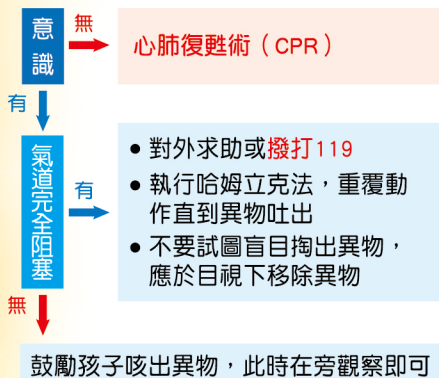 意識
無
心肺復甦術（CPR）
有
氣道完全阻塞
有
● 對外求助或撥打119
● 執行哈姆立克法，重覆動
作直到異物吐出
● 不要試圖盲目掏出異物，
應於目視下移除異物
無
鼓勵孩子咳出異物，此時在旁觀察即可